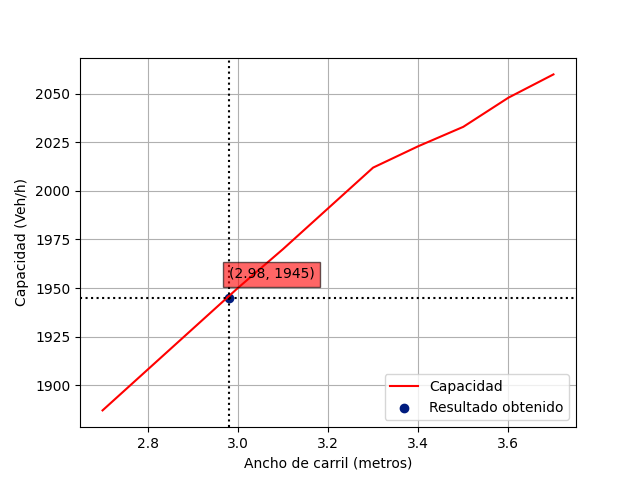 2050
2025
2000
1975
1950
1925
1900
Capacidad (Veh/h)
(2.98, 1945)
Capacidad
Resultado obtenido
2.8 3.0 3.2 3.4 3.6
Ancho de carril (metros)